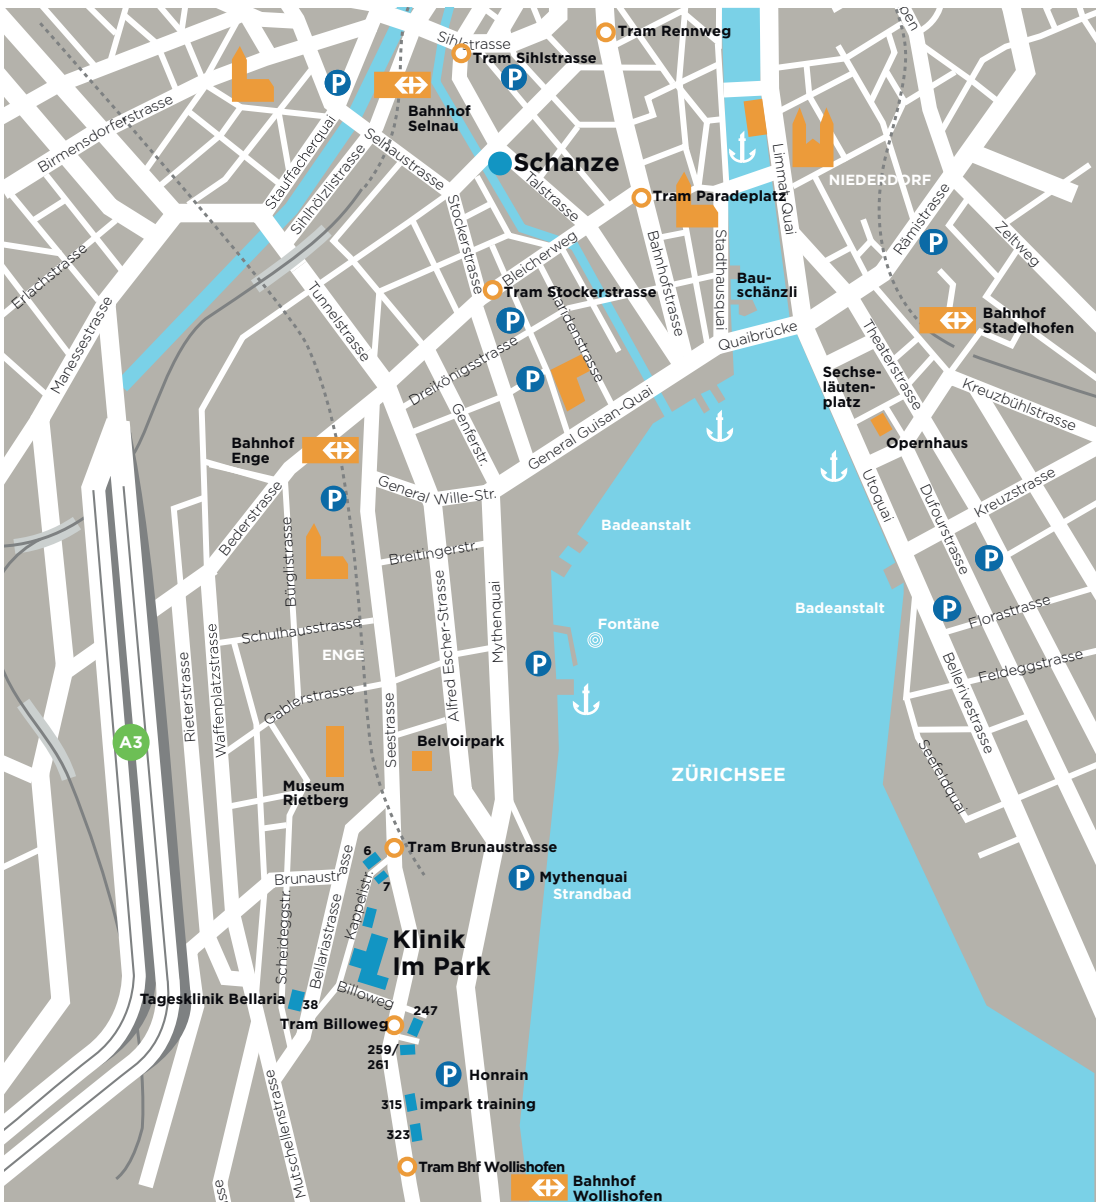 Sihlstrasse
Tram Rennweg
Tram Sihlstrasse
P
P
Bahnhof
Selnau
Birmensdorferstrasse
Stauffacherquai
Sihlhölzlistrasse
Selnaustrasse
Schanze
Talstrasse
Limmat-Quai
NIEDERDORF
Tram Paradeplatz
Stockerstrasse
Bleicherweg
Bahnhofstrasse
Stadthausquai
Rämistrasse
Zeltweg
P
Erlachstrasse
Manessestrasse
Tunnelstrasse
Tram Stockerstrasse
Bau-
schänzli
P
Quaibrücke
Bahnhof
Stadelhofen
Theaterstrasse
Dreikönigsstrasse
P
Sechse-
läuten-
platz
Kreuzbühlstrasse
General Guisan-Quai
Genferstr.
Opernhaus
Bahnhof
Enge
P
General Wille-Str.
Utoquai
Dufourstrasse
Kreuzstrasse
Bederstrasse
Bürglistrasse
Breitingerstr.
Badeanstalt
P
Alfred Escher-Strasse
Mythenquai
Badeanstalt
P
Florastrasse
Schulhausstrasse
ENGE
Fontäne
P
Feldeggstrasse
Rieterstrasse
Waffenplatzstrasse
Gablerstrasse
Seestrasse
Bellerivestrasse
A3
Belvoirpark
ZÜRICHSEE
Seefeldquai
Museum
Rietberg
6
Tram Brunaustrasse
7
Brunaustrasse
P
Mythenquai
Strandbad
Kappelistr.
Scheideggstr.
Bellariastrasse
Klinik
Im Park
Tagesklinik Bellaria
38
Billoweg
247
Tram Billoweg
259/
261
P
Honrain
315
impark training
323
Mutschellenstrasse
Tram Bhf Wollishofen
Bahnhof
Wollishofen